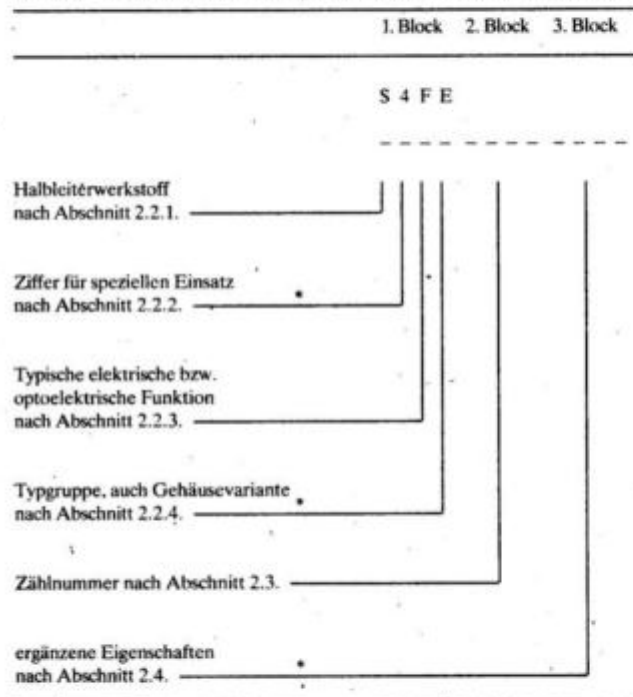 1. Block 2. Block 3. Block
S 4 F E
Halbleiterwerkstoff
nach Abschnitt 2.2.1.
Ziffer für speziellen Einsatz
nach Abschnitt 2.2.2.
Typische elektrische bzw.
optoelektrische Funktion
nach Abschnitt 2.2.3.
Typgruppe, auch Gehäusevariante
nach Abschnitt 2.2.4.
Zählnummer nach Abschnitt 2.3.
ergänzene Eigenschaften
nach Abschnitt 2.4.